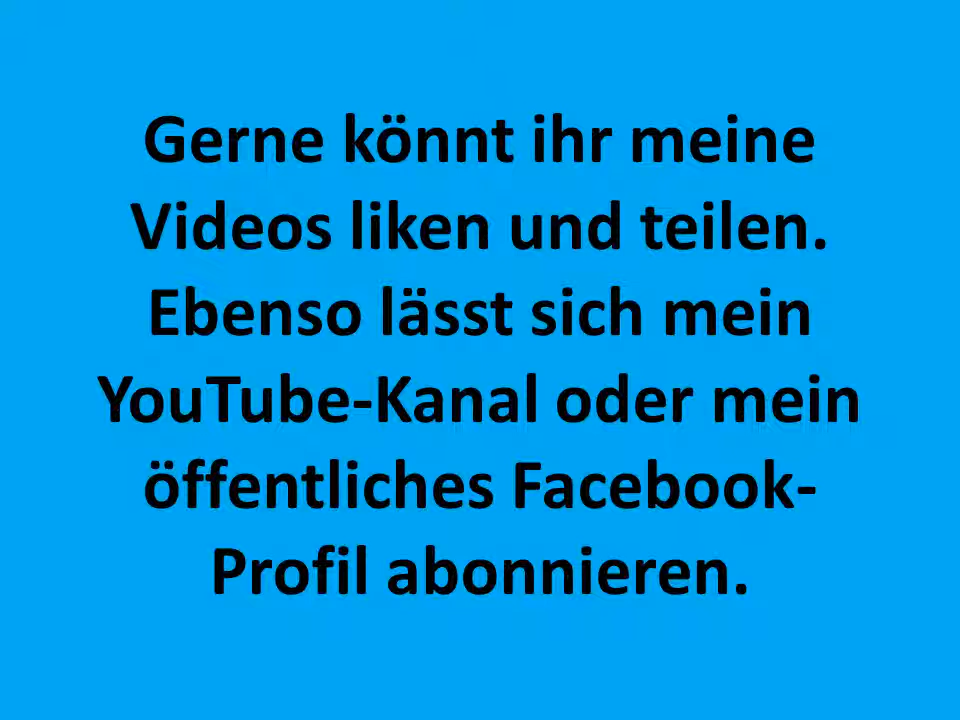 Gerne könnt ihr meine
Videos liken und teilen.
Ebenso lässt sich mein
YouTube-Kanal oder mein
öffentliches Facebook-
Profil abonnieren.